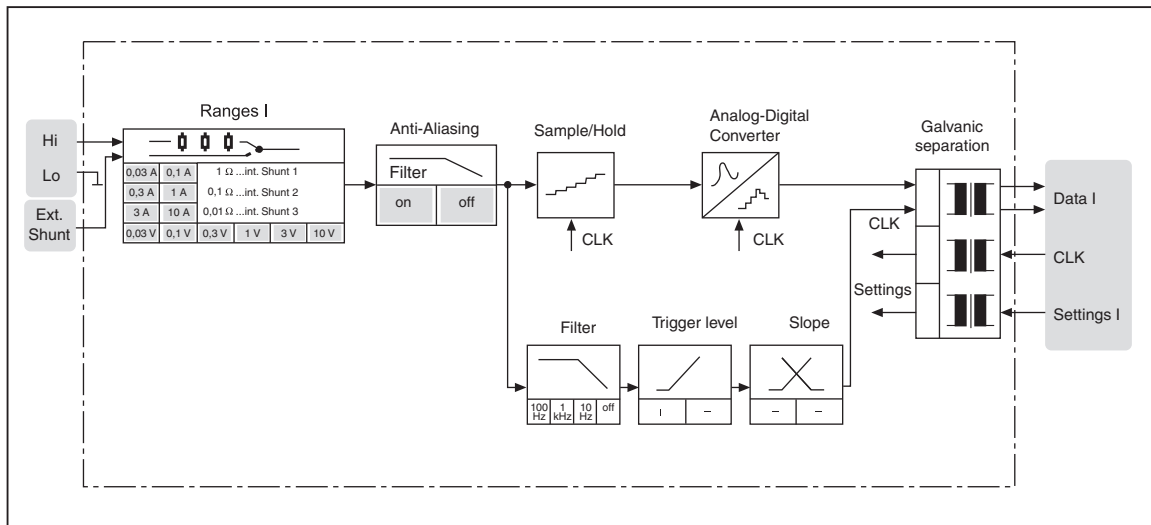 Ranges I
Hi
Lo
Ext.
Shunt
0,03 A 0,1 A 1 Ω ...int. Shunt 1
0,3 A 1 A 0,1 Ω ...int. Shunt 2
3 A 10 A 0,01 Ω ...int. Shunt 3
0,03 V 0,1 V 0,3 V 1 V 3 V 10 V
Anti-Aliasing
Filter
on off
Sample/Hold
CLK
Analog-Digital
Converter
CLK
Galvanic
separation
CLK
Settings
Data I
CLK
Settings I
Filter
100 Hz 1 kHz 10 Hz off
Trigger level
I –
Slope
– –